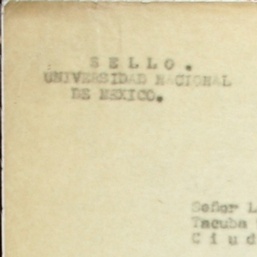 S E L L O .
UNIVERSIDAD NACIONAL
DE MEXICO.
Señor L
Tacuba
C i u d